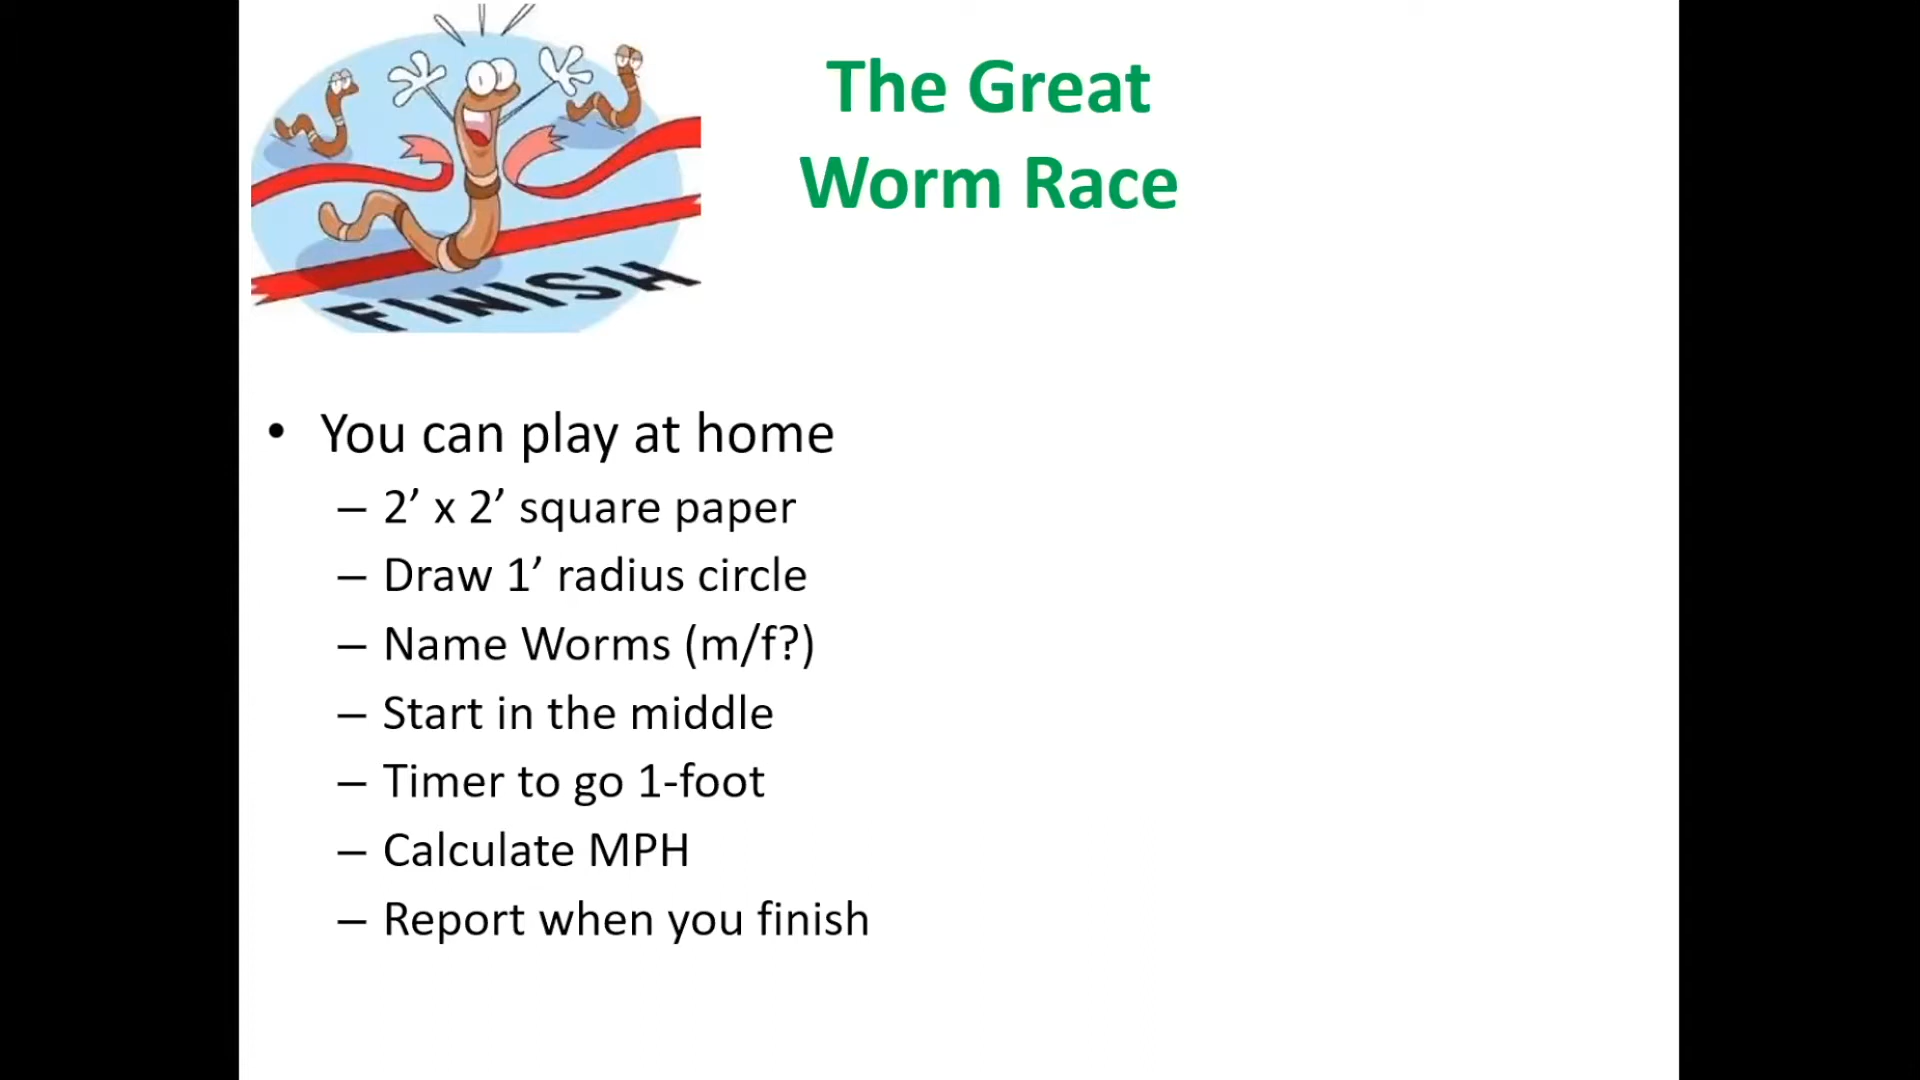 The Great
Worm Race
FINISH
• You can play at home
– 2’ x 2’ square paper
– Draw 1’ radius circle
– Name Worms (m/f?)
– Start in the middle
– Timer to go 1-foot
– Calculate MPH
– Report when you finish